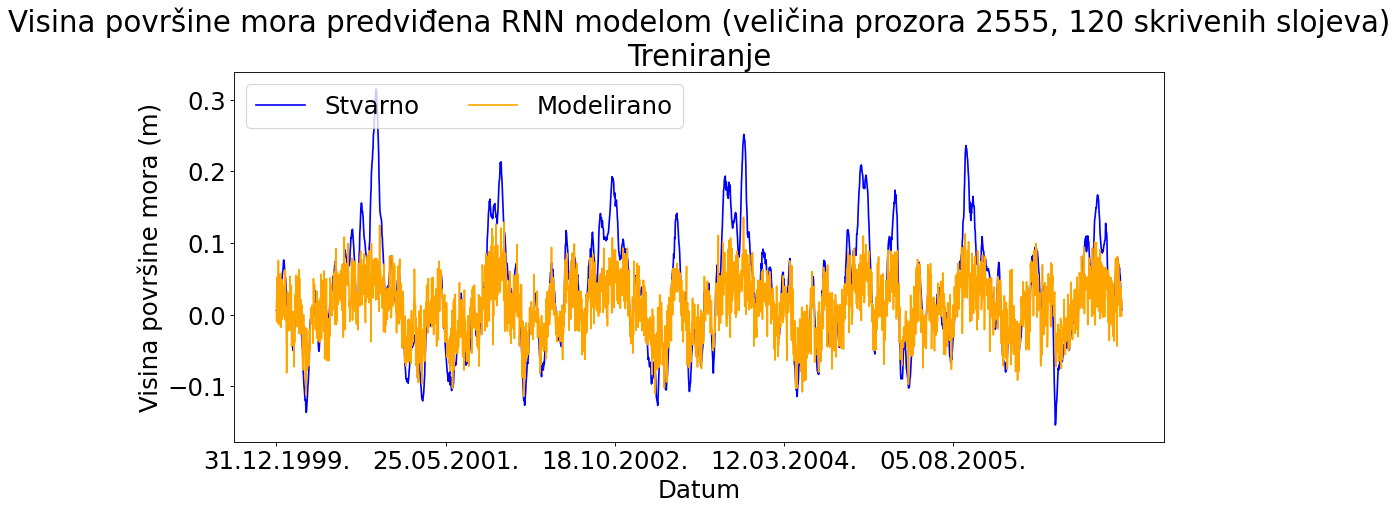 Visina površine mora predviđena RNN modelom (veličina prozora 2555, 120 skrivenih slojeva)
Treniranje
Stvarno
Modelirano
Visina površine mora (m)
0.3
0.2
0.1
0.0
−0.1
31.12.1999.
25.05.2001.
18.10.2002.
12.03.2004.
05.08.2005.
Datum